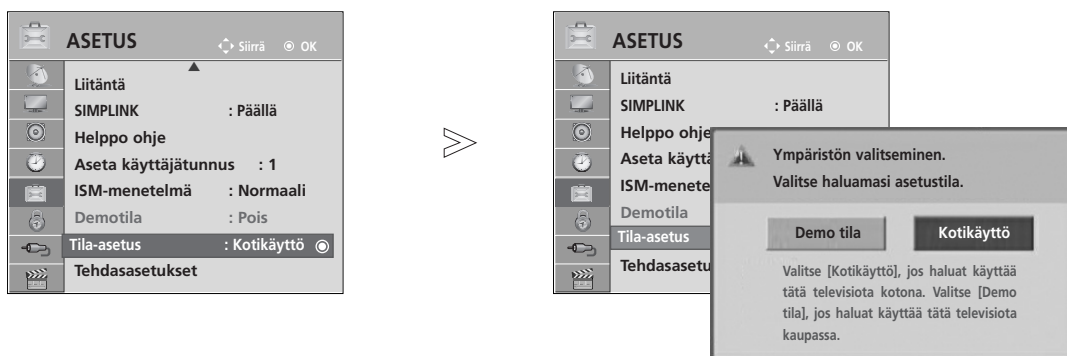 ASETUS
Siirrä OK
Liitäntä
SIMPLINK : Päällä
Helppo ohje
Aseta käyttäjätunnus : 1
ISM-menetelmä : Normaali
Demotila : Pois
Tila-asetus : Kotikäyttö
Tehdasasetukset
ASETUS
Siirrä OK
Liitäntä
SIMPLINK : Päällä
Helppo ohje
Aseta käyttä
ISM-menete
Demotila
Tila-asetus
Tehdasasetu
Ympäristön valitseminen.
Valitse haluamasi asetustila.
Demo tila
Kotikäyttö
Valitse [Kotikäyttö], jos haluat käyttää
tätä televisiota kotona. Valitse [Demo
tila], jos haluat käyttää tätä televisiota
kaupassa.